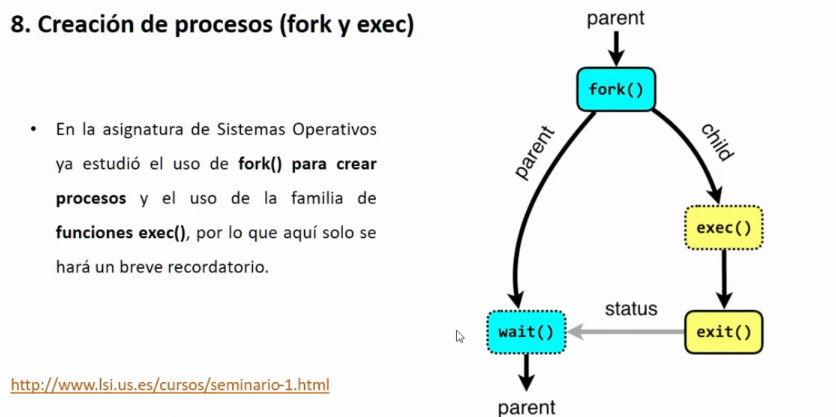 8. Creación de procesos (fork y exec)
• En la asignatura de Sistemas Operativos
ya estudió el uso de fork() para crear
procesos y el uso de la familia de
funciones exec(), por lo que aquí solo se
hará un breve recordatorio.
http://www.lsi.us.es/cursos/seminario-1.html
parent
fork()
parent
child
exec()
status
wait()
exit()
parent